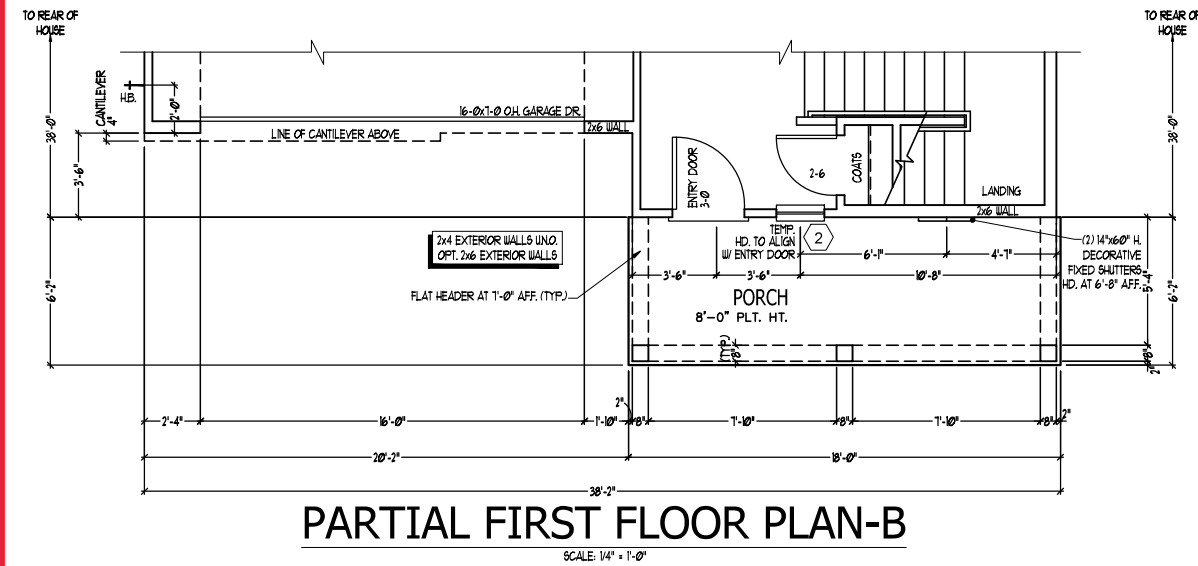 TO REAR OF
HOUSE
TO REAR OF
HOUSE
CANTILEVER
4"
H.B.
2'-0"
38'-0"
3'-6"
6'-2"
16-0x7-0 O.H. GARAGE DR.
2x6 WALL
LINE OF CANTILEVER ABOVE
ENTRY DOOR
3-0
2-6
COATS
LANDING
2x6 WALL
38'-0"
2x4 EXTERIOR WALLS U.N.O.
OPT. 2x6 EXTERIOR WALLS
TEMP.
HD. TO ALIGN
W/ ENTRY DOOR
2
6'-1"
4'-7"
3'-6"
3'-6"
10'-8"
(2) 14"x60" H.
DECORATIVE
FIXED SHUTTERS
HD. AT 6'-8" AFF.
5'-4"
6'-2"
8"
2"
FLAT HEADER AT 7'-0" AFF. (TYP.)
PORCH
8'-0" PLT. HT.
(TYP.)
8"
2'-4"
16'-0"
1'-10"
2"
8"
7'-10"
8"
7'-10"
8"
2"
20'-2"
18'-0"
38'-2"
PARTIAL FIRST FLOOR PLAN-B
SCALE: 1/4" = 1'-0"